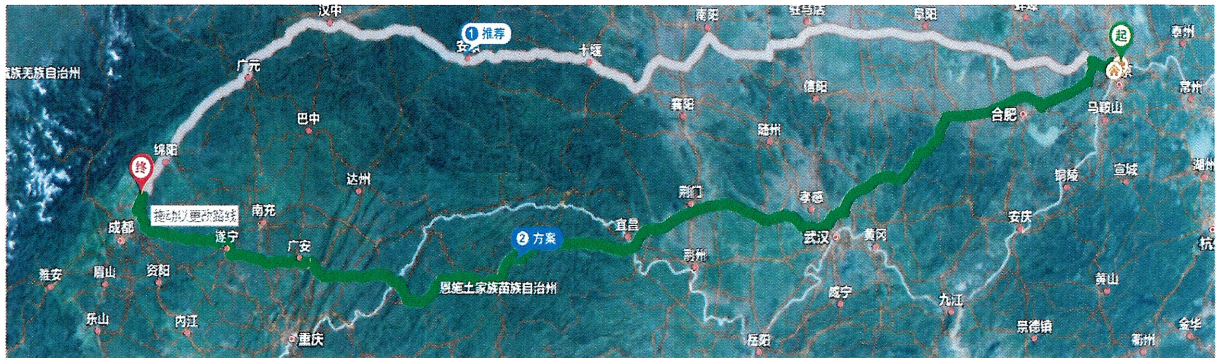 汉中
南阳
驻马店
阜阳
蚌埠
起
泰州
1 推荐
十堰
藏族羌族自治州
广元
常州
襄阳
信阳
合肥
马鞍山
巴中
随州
绵阳
终
铜陵
宣城
湖州
达州
荆门
孝感
拖动以更改路线
南充
安庆
成都
遂宁
宜昌
武汉
黄冈
2 方案
广安
荆州
雅安
眉山
资阳
恩施土家族苗族自治州
咸宁
九江
黄山
乐山
内江
重庆
岳阳
景德镇
衢州
金华